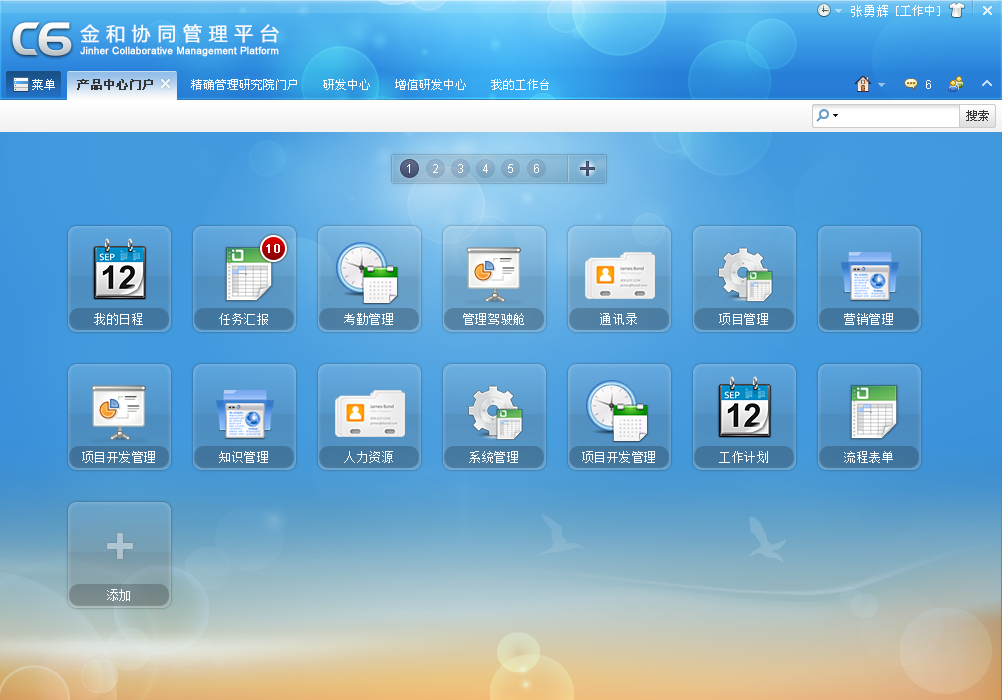 张勇辉 [工作中]
C6 金和协同管理平台
Jinher Collaborative Management Platform
菜单 产品中心门户 精确管理研究院门户 研发中心 增值研发中心 我的工作台 6
搜索
1 2 3 4 5 6
SEP 12
10
James Bond
我的日程 任务汇报 考勤管理 管理驾驶舱 通讯录 项目管理 营销管理
James Bond
SEP 12
项目开发管理 知识管理 人力资源 系统管理 项目开发管理 工作计划 流程表单
添加